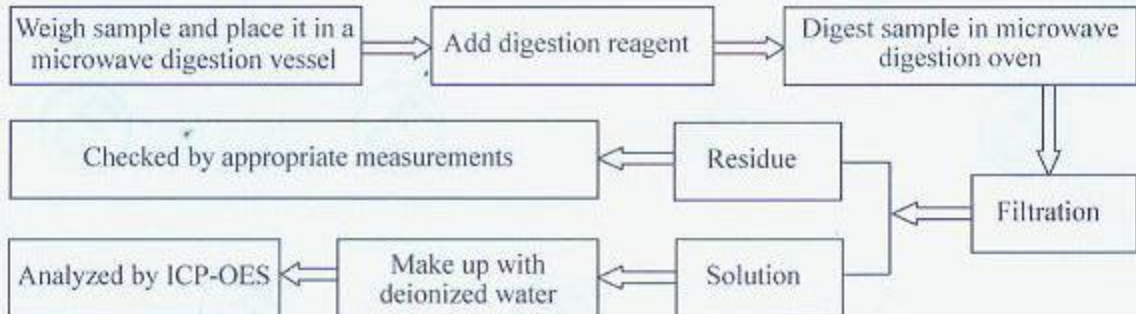 Weigh sample and place it in a
microwave digestion vessel
Add digestion reagent
Digest sample in microwave
digestion oven
Filtration
Residue
Checked by appropriate measurements
Solution
Make up with
deionized water
Analyzed by ICP-OES